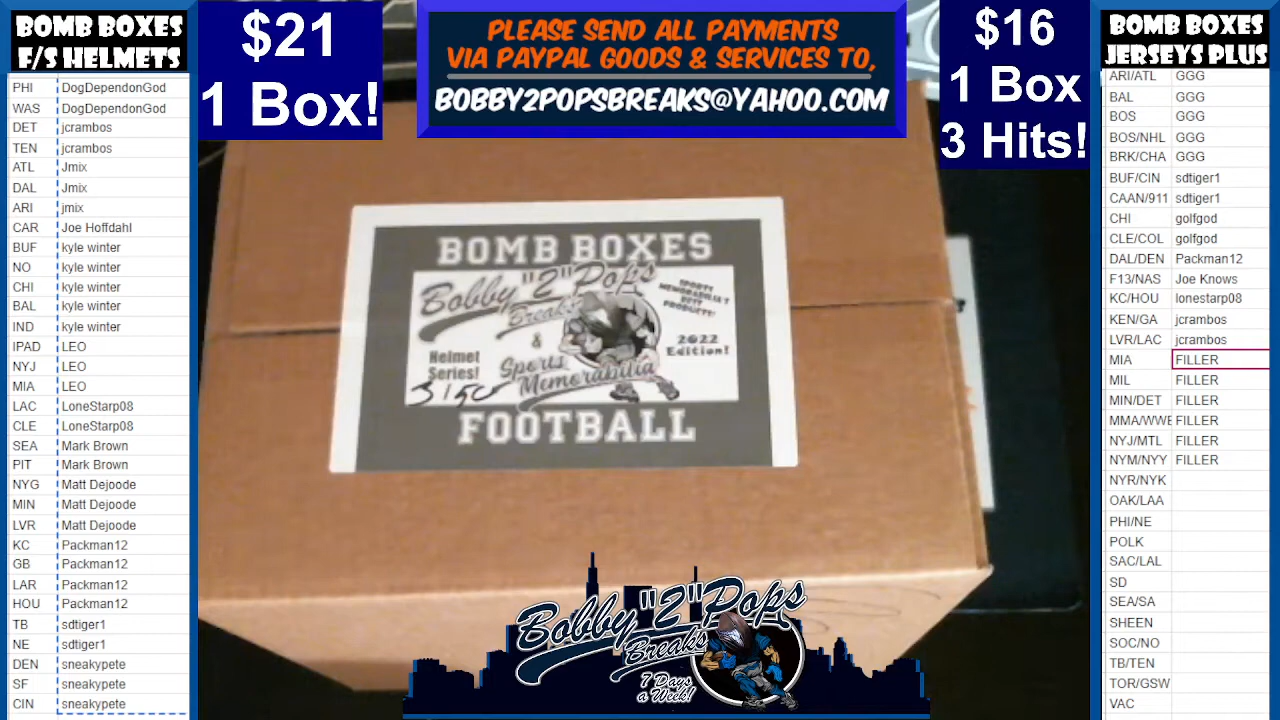 BOMB BOXES
F/S HELMETS
PHI DogDependonGod
WAS DogDependonGod
DET jcrambos
TEN jcrambos
ATL Jmix
DAL Jmix
ARI jmix
CAR Joe Hoffdahl
BUF kyle winter
NO kyle winter
CHI kyle winter
BAL kyle winter
IND kyle winter
IPAD LEO
NYJ LEO
MIA LEO
LAC LoneStarp08
CLE LoneStarp08
SEA Mark Brown
PIT Mark Brown
NYG Matt Dejoode
MIN Matt Dejoode
LVR Matt Dejoode
KC Packman12
GB Packman12
LAR Packman12
HOU Packman12
TB sdtiger1
NE sdtiger1
DEN sneakypete
SF sneakypete
CIN sneakypete
$21
1 Box!
PLEASE SEND ALL PAYMENTS
VIA PAYPAL GOODS & SERVICES TO,
BOBBY2POPSBREAKS@YAHOO.COM
BOMB BOXES
Bobby "2" Pops
Breaks
SPORTS
MEMORABILIA'S
BEST
PRODUCTS!
&
Helmet
Series!
Sports
Memorabilia
2022
Edition!
3/50
FOOTBALL
Bobby "2" Pops
Breaks
7 Days
a Week!
$16
1 Box
3 Hits!
BOMB BOXES
JERSEYS PLUS
ARI/ATL GGG
BAL GGG
BOS GGG
BOS/NHL GGG
BRK/CHA GGG
BUF/CIN sdtiger1
CAAN/911 sdtiger1
CHI golfgod
CLE/COL golfgod
DAL/DEN Packman12
F13/NAS Joe Knows
KC/HOU lonestarp08
KEN/GA jcrambos
LVR/LAC jcrambos
MIA FILLER
MIL FILLER
MIN/DET FILLER
MMA/WWE FILLER
NYJ/MTL FILLER
NYM/NYY FILLER
NYR/NYK
OAK/LAA
PHI/NE
POLK
SAC/LAL
SD
SEA/SA
SHEEN
SOC/NO
TB/TEN
TOR/GSW
VAC